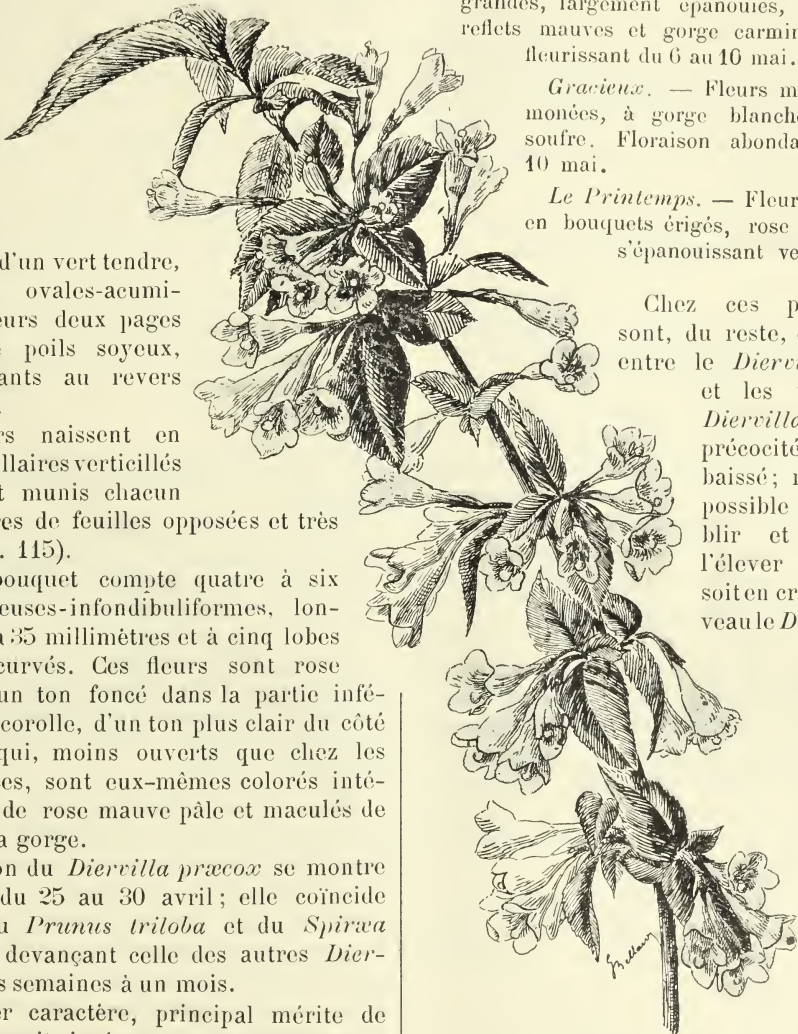 d'un vert tendre,
ovales-acumi-
eurs deux pages
poils soyeux,
ants au revers
rs naissent en
llaires verticillés
t munis chacun
res de feuilles opposées et très
. 115).
bouquet compte quatre à six
euses-infondibuliformes, lon-
à 35 millimètres et à cinq lobes
curvés. Ces fleurs sont rose
un ton foncé dans la partie infé-
corolle, d'un ton plus clair du côté
qui, moins ouverts que chez les
es, sont eux-mêmes colorés inté-
de rose mauve pâle et maculés de
a gorge.
on du Diervilla præcox se montre
du 25 au 30 avril ; elle coïncide
u Prunus triloba et du Spiræa
devançant celle des autres Dier-
s semaines à un mois.
er caractère, principal mérite de
grandes, largement épanouies,
reflets mauves et gorge carmin
fleurissant du 6 au 10 mai.
Gracieux. — Fleurs m
monées, à gorge blanche
soufre. Floraison abonda
10 mai.
Le Printemps. — Fleur
en bouquets érigés, rose
s'épanouissant ve
Chez ces p
sont, du reste,
entre le Diervi
et les
Diervilla
précocité
baissé ; n
possible
blir et
l'élever
soit en cr
veau le D